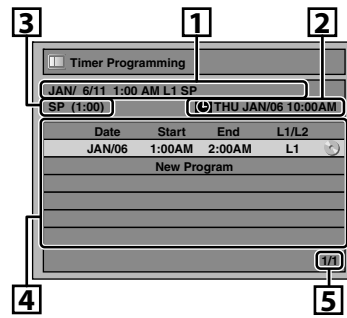 3 1 2
Timer Programming
JAN/ 6/11 1:00 AM L1 SP
SP (1:00) THU JAN/06 10:00AM
Date Start End L1/L2
JAN/06 1:00AM 2:00AM L1
New Program
1/1
4 5